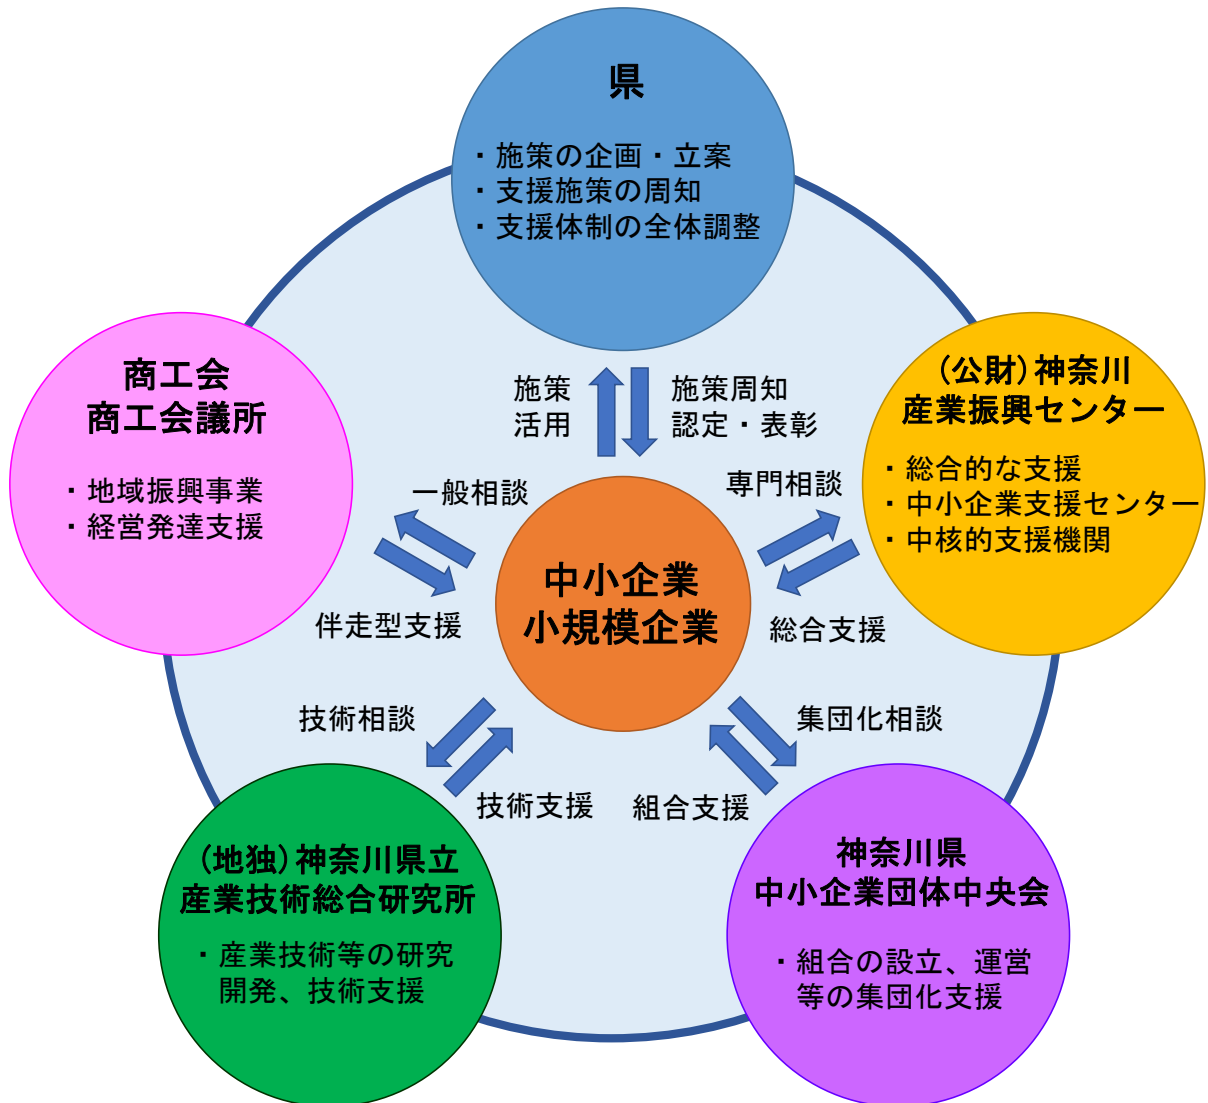 県
・施策の企画・立案
・支援施策の周知
・支援体制の全体調整
商工会
商工会議所
・地域振興事業
・経営発達支援
(公財)神奈川
産業振興センター
・総合的な支援
・中小企業支援センター
・中核的支援機関
施策
活用
施策周知
認定・表彰
一般相談
専門相談
中小企業
小規模企業
伴走型支援
総合支援
技術相談
集団化相談
技術支援
組合支援
(地独)神奈川県立
産業技術総合研究所
・産業技術等の研究
開発、技術支援
神奈川県
中小企業団体中央会
・組合の設立、運営
等の集団化支援